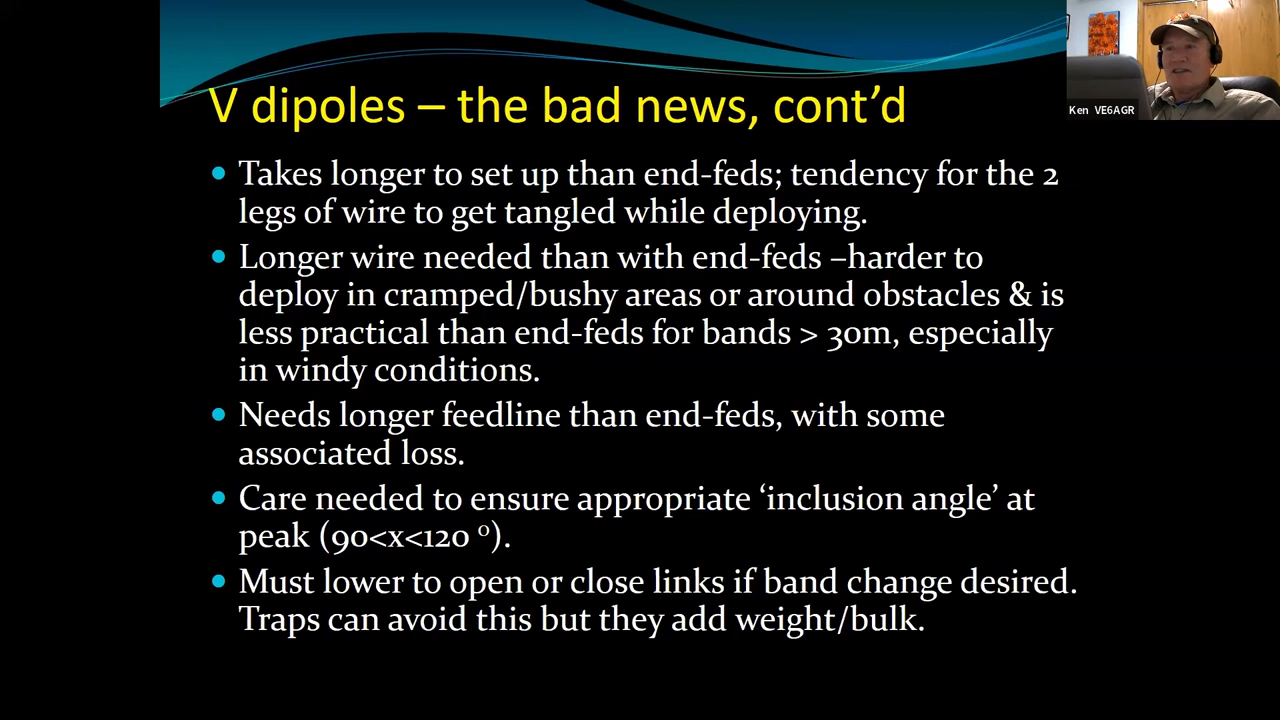 V dipoles – the bad news, cont’d
Ken VE6AGR
• Takes longer to set up than end-feds; tendency for the 2
legs of wire to get tangled while deploying.
• Longer wire needed than with end-feds –harder to
deploy in cramped/bushy areas or around obstacles & is
less practical than end-feds for bands > 30m, especially
in windy conditions.
• Needs longer feedline than end-feds, with some
associated loss.
• Care needed to ensure appropriate ‘inclusion angle’ at
peak (90<x<120 º).
• Must lower to open or close links if band change desired.
Traps can avoid this but they add weight/bulk.